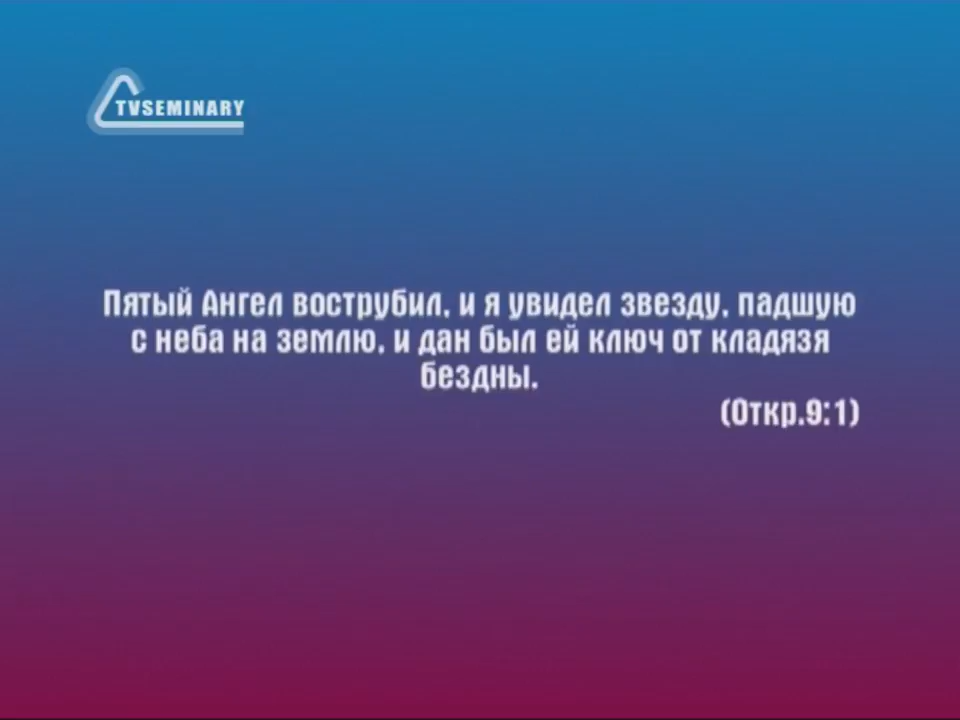 TVSEMINARY
Пятый Ангел вострубил, и я увидел звезду, падшую
с неба на землю, и дан был ей ключ от кладязя
бездны.
(Откр.9:1)